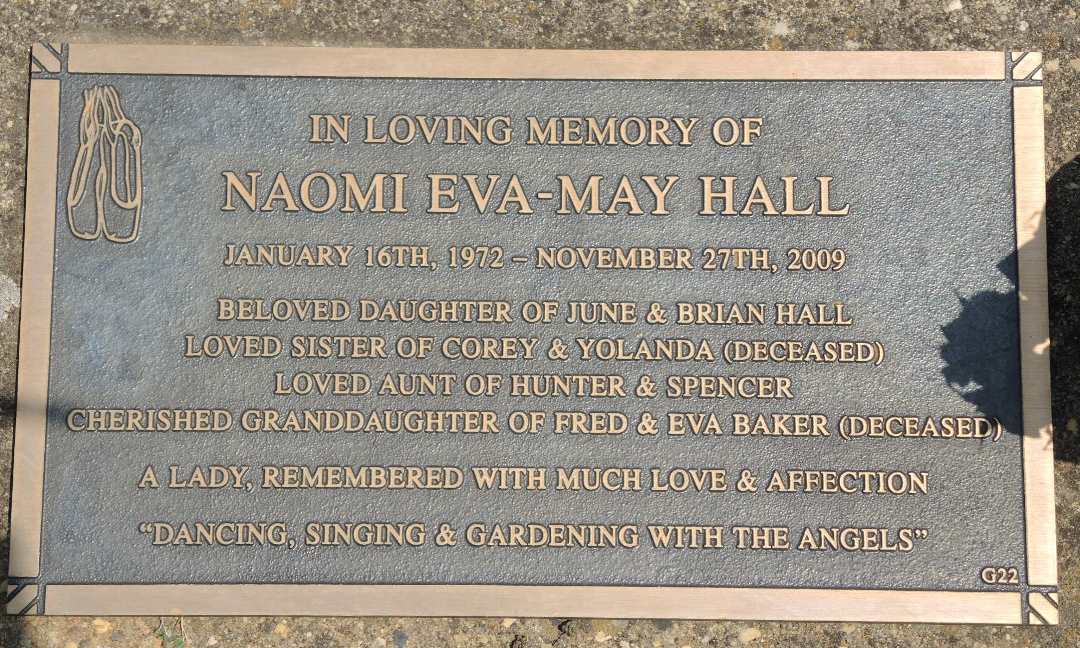 IN LOVING MEMORY OF
NAOMI EVA-MAY HALL
JANUARY 16TH, 1972 – NOVEMBER 27TH, 2009
BELOVED DAUGHTER OF JUNE & BRIAN HALL
LOVED SISTER OF COREY & YOLANDA (DECEASED)
LOVED AUNT OF HUNTER & SPENCER
CHERISHED GRANDDAUGHTER OF FRED & EVA BAKER (DECEASED)
A LADY, REMEMBERED WITH MUCH LOVE & AFFECTION
“DANCING, SINGING & GARDENING WITH THE ANGELS”
G22